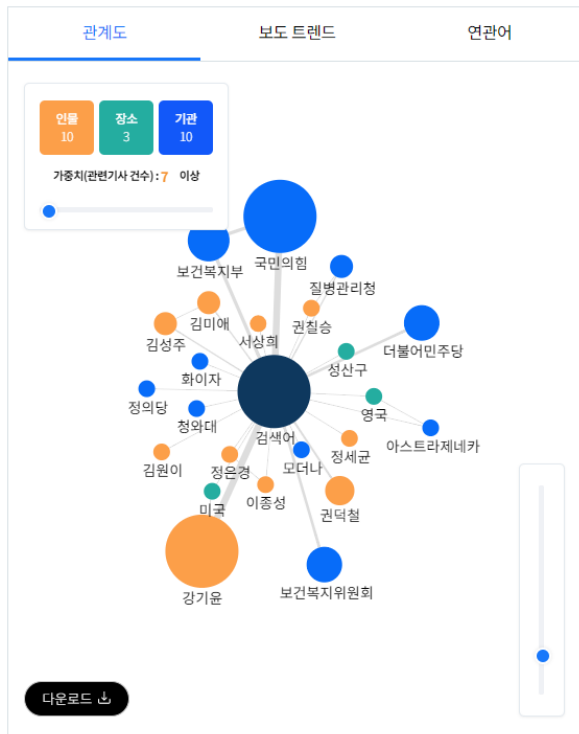 관계도
보도 트렌드
연관어
인물
10
장소
3
기관
10
가중치(관련기사 건수) : 7 이상
국민의힘
보건복지부
질병관리청
김미애
권칠승
김성주
서상희
더불어민주당
성산구
화이자
정의당
영국
청와대
검색어
아스트라제네카
정세균
김원이
정은경
모더나
이종성
미국
권덕철
강기윤
보건복지위원회
다운로드